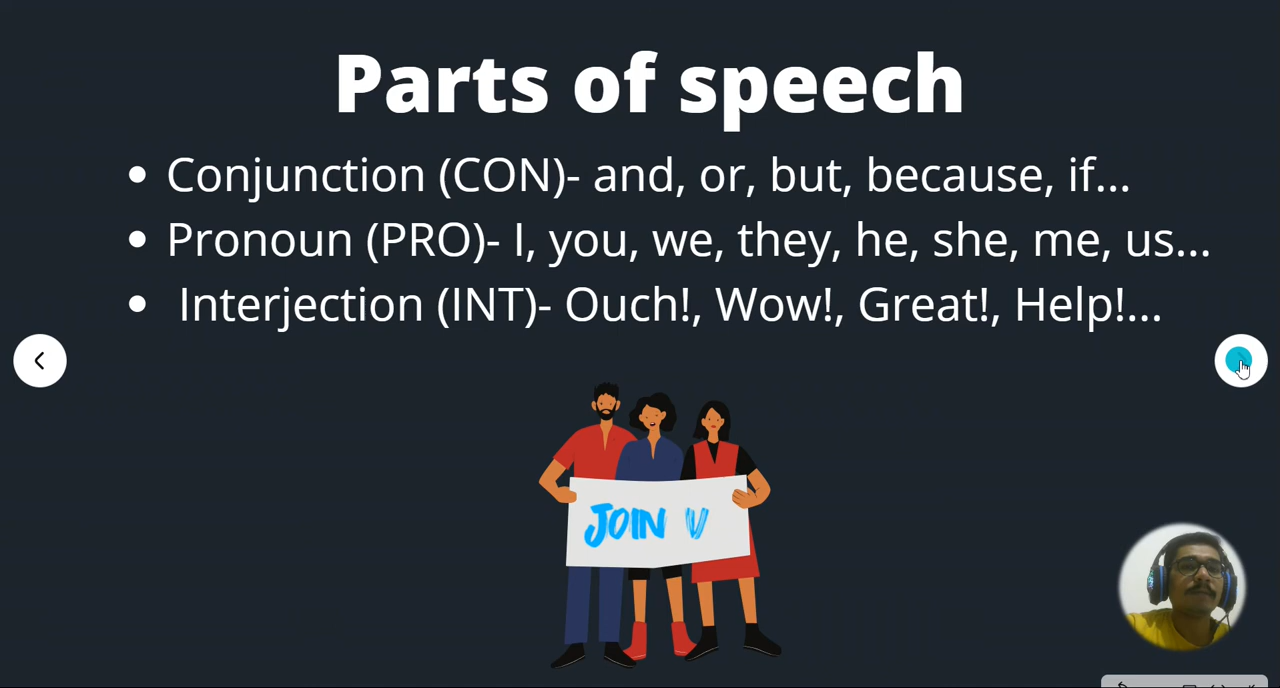 Parts of speech
• Conjunction (CON)- and, or, but, because, if...
• Pronoun (PRO)- I, you, we, they, he, she, me, us...
• Interjection (INT)- Ouch!, Wow!, Great!, Help!...
JOIN V